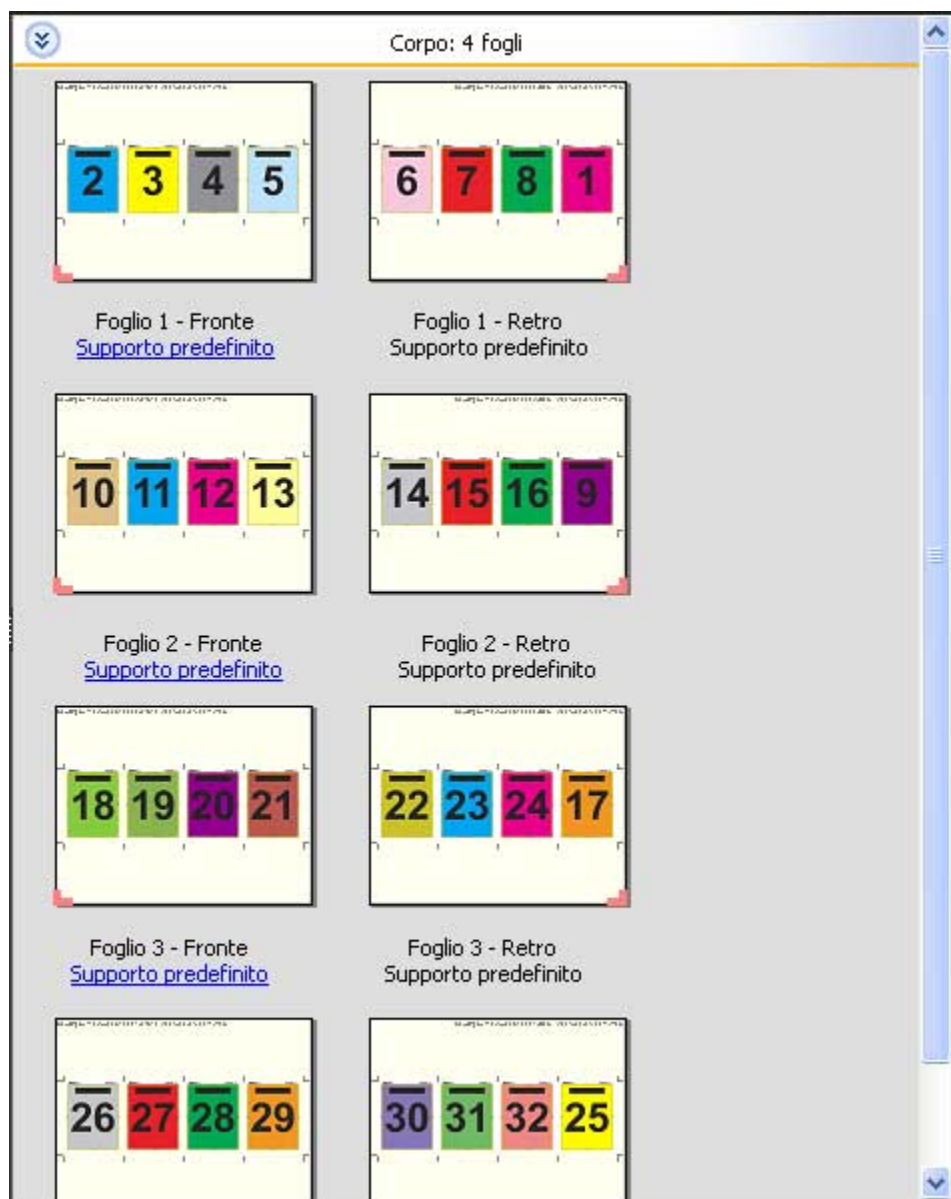 Corpo: 4 fogli
2 3 4 5
6 7 8 1
Foglio 1 - Fronte
Supporto predefinito
Foglio 1 - Retro
Supporto predefinito
10 11 12 13
14 15 16 9
Foglio 2 - Fronte
Supporto predefinito
Foglio 2 - Retro
Supporto predefinito
18 19 20 21
22 23 24 17
Foglio 3 - Fronte
Supporto predefinito
Foglio 3 - Retro
Supporto predefinito
26 27 28 29
30 31 32 25